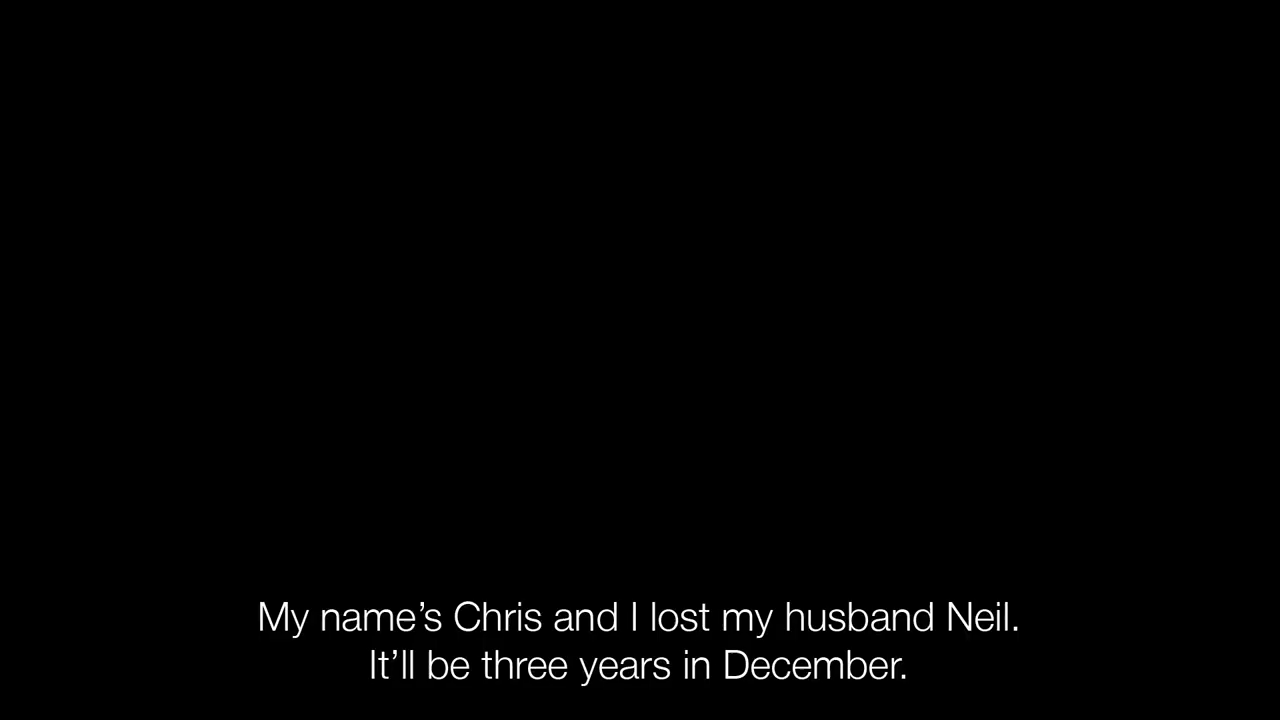 My name’s Chris and I lost my husband Neil.
It’ll be three years in December.